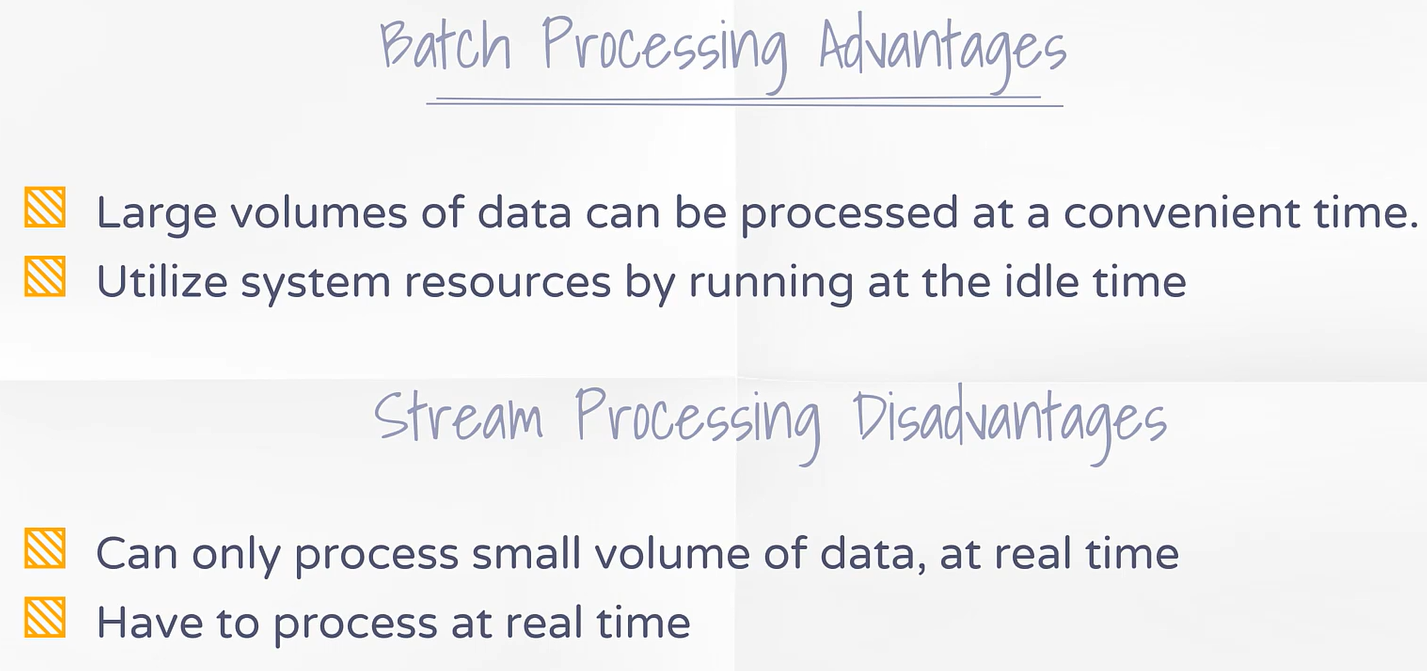 Batch Processing Advantages
Large volumes of data can be processed at a convenient time.
Utilize system resources by running at the idle time
Stream Processing Disadvantages
Can only process small volume of data, at real time
Have to process at real time